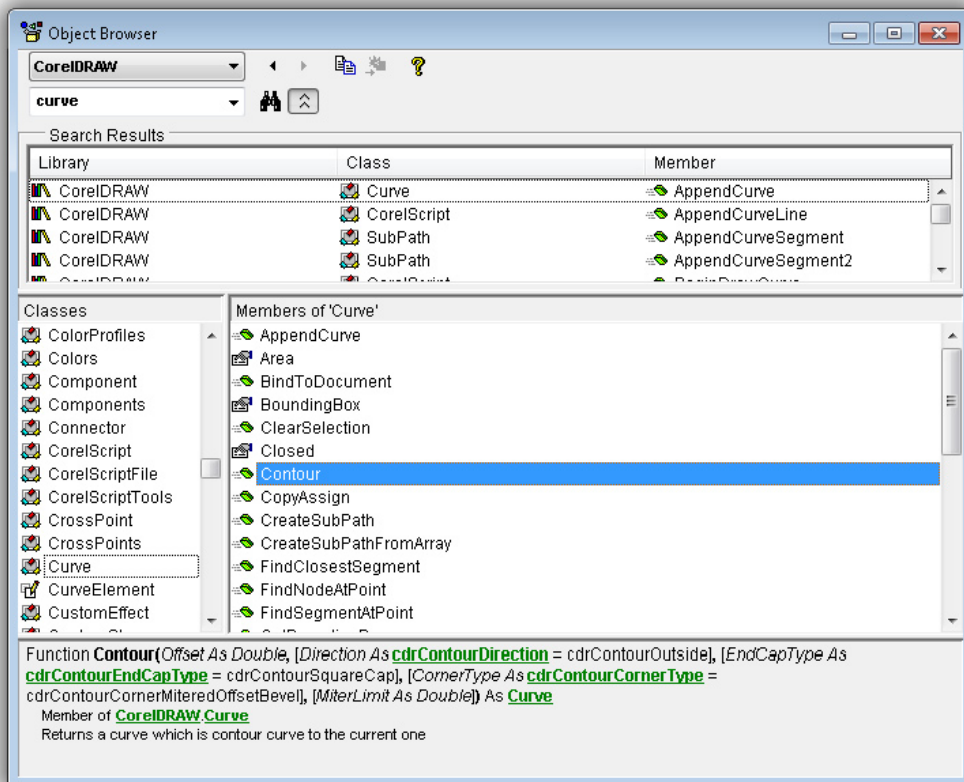 Object Browser
CorelDRAW
curve
Search Results
Library Class Member
CorelDRAW Curve AppendCurve
CorelDRAW CorelScript AppendCurveLine
CorelDRAW SubPath AppendCurveSegment
CorelDRAW SubPath AppendCurveSegment2
Classes
ColorProfiles
Colors
Component
Components
Connector
CorelScript
CorelScriptFile
CorelScriptTools
CrossPoint
CrossPoints
Curve
CurveElement
CustomEffect
Members of 'Curve'
AppendCurve
Area
BindToDocument
BoundingBox
ClearSelection
Closed
Contour
CopyAssign
CreateSubPath
CreateSubPathFromArray
FindClosestSegment
FindNodeAtPoint
FindSegmentAtPoint
Function Contour(Offset As Double, [Direction As cdrContourDirection = cdrContourOutside], [EndCapType As
cdrContourEndCapType = cdrContourSquareCap], [CornerType As cdrContourCornerType =
cdrContourCornerMiteredOffsetBevel], [MiterLimit As Double]) As Curve
Member of CorelDRAW.Curve
Returns a curve which is contour curve to the current one